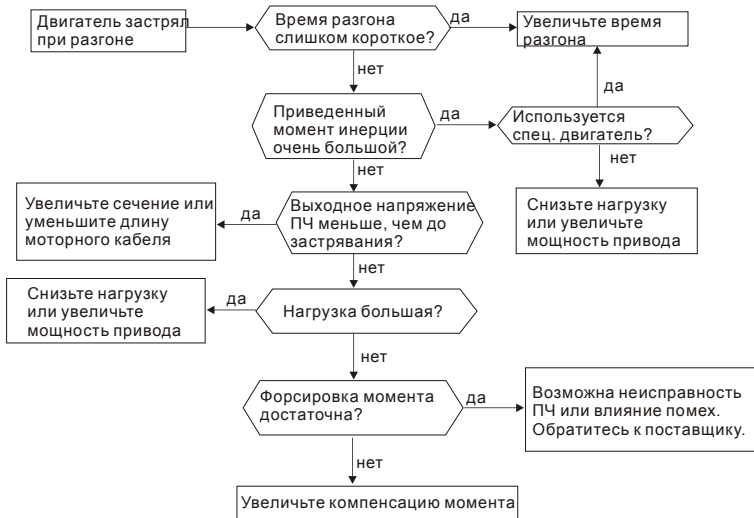 Двигатель застрял
при разгоне
Время разгона
слишком короткое?
да
Увеличьте время
разгона
нет
да
Приведенный
момент инерции
очень большой?
да
Используется
спец. двигатель?
нет
нет
Увеличьте сечение или
уменьшите длину
моторного кабеля
да
Выходное напряжение
ПЧ меньше, чем до
застрявания?
Снизьте нагрузку
или увеличьте
мощность привода
нет
Снизьте нагрузку
или увеличьте
мощность привода
да
Нагрузка большая?
нет
Форсировка момента
достаточна?
да
Возможна неисправность
ПЧ или влияние помех.
Обратитесь к поставщику.
нет
Увеличьте компенсацию момента